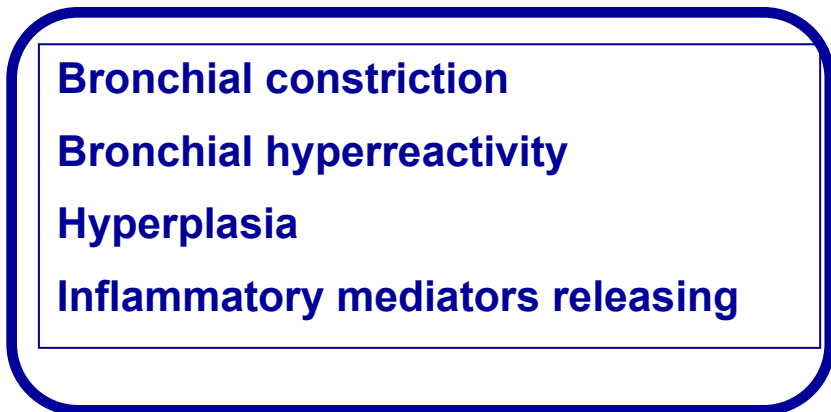 Bronchial constriction
Bronchial hyperreactivity
Hyperplasia
Inflammatory mediators releasing